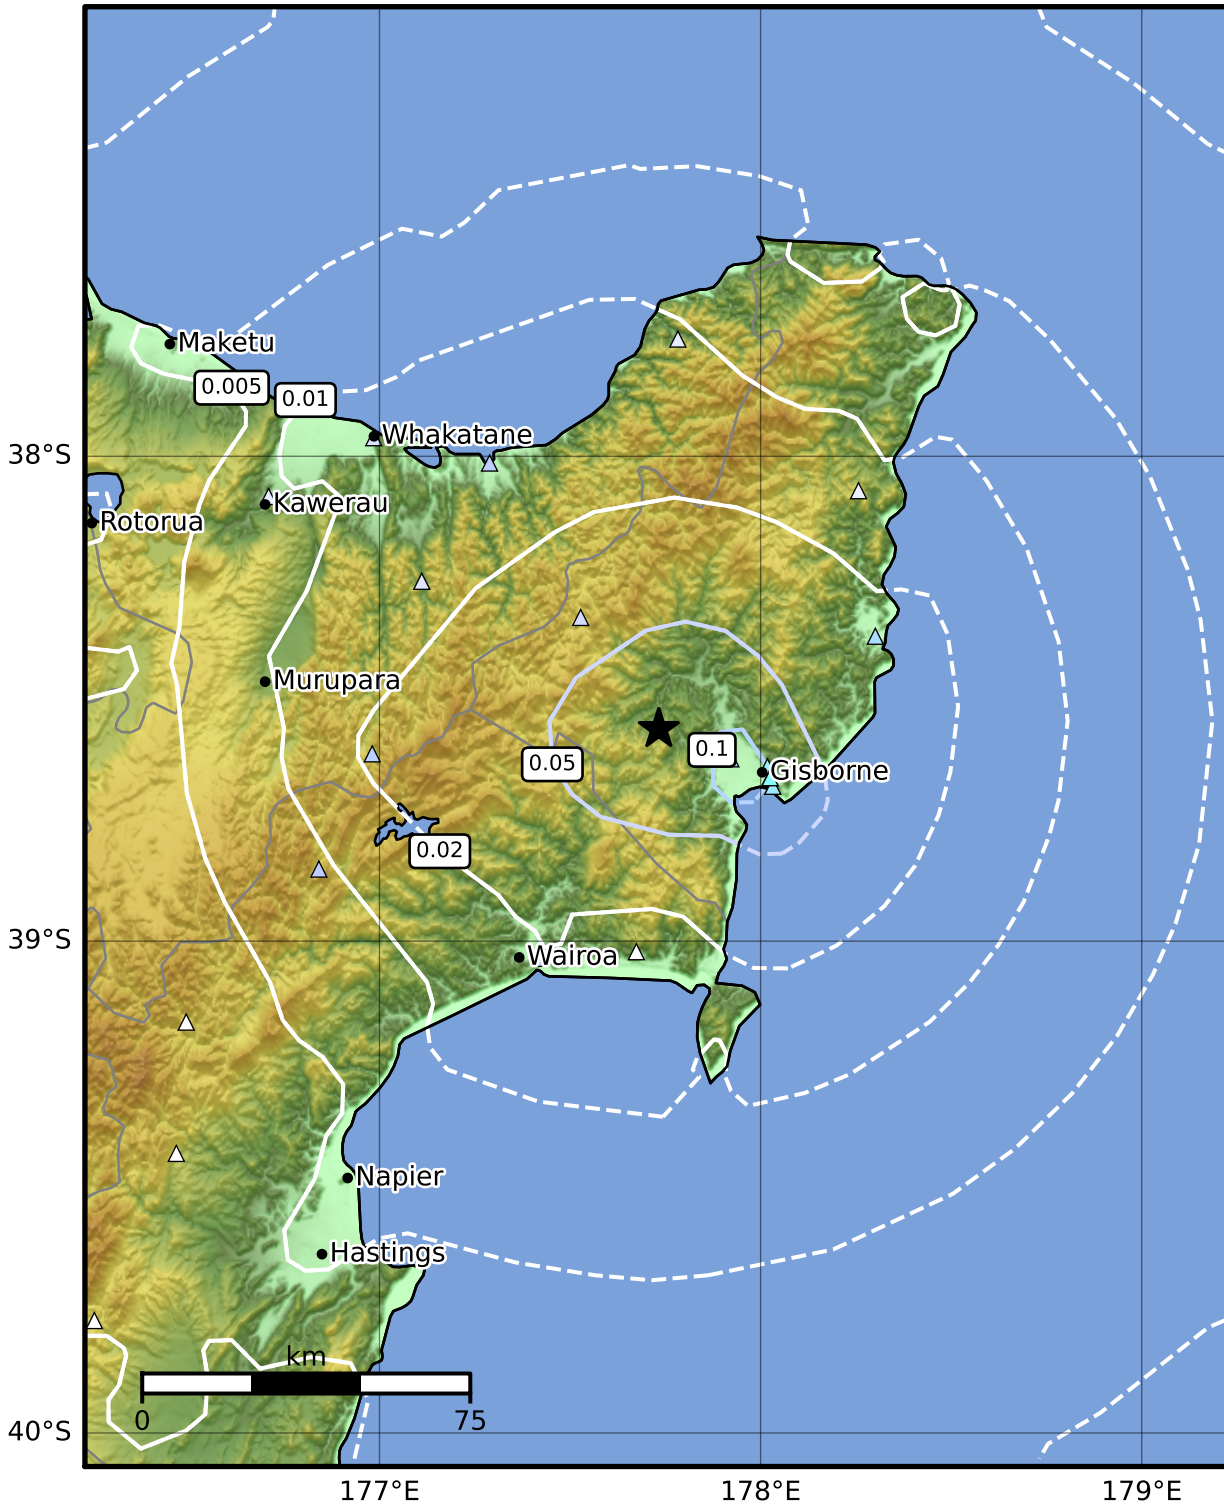 Maketu
0.005
0.01
Whakatane
38°S
Kawerau
Rotorua
Murupara
0.1
0.05
Gisborne
0.02
39°S
Wairoa
Napier
Hastings
km
0
75
40°S
177°E
178°E
179°E